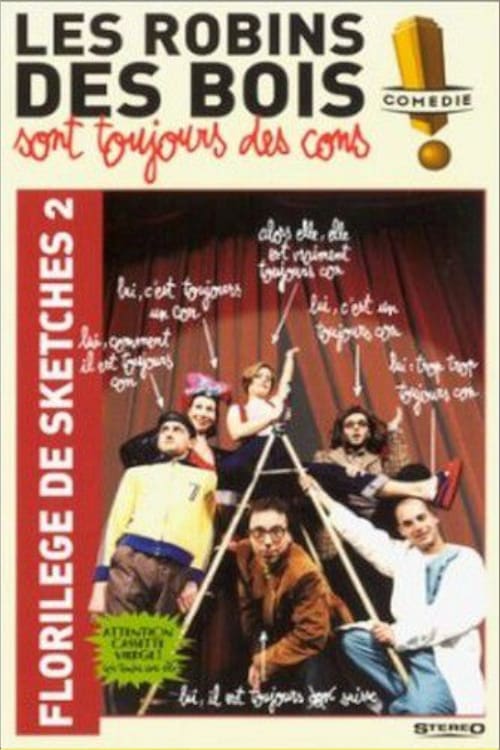 LES ROBINS
DES BOIS
sont toujours des cons
COMEDIE
FLORILEGE DE SKETCHES 2
alors elle, elle
est vraiment
toujours con
lui, c'est toujours
un con
lui, c'est un
toujours con
lui, comment
il est toujours
con
lui : trop trop
toujours con
7
ATTENTION
CASSETTE
VIERGE !
lui, il est toujours suisse
STEREO